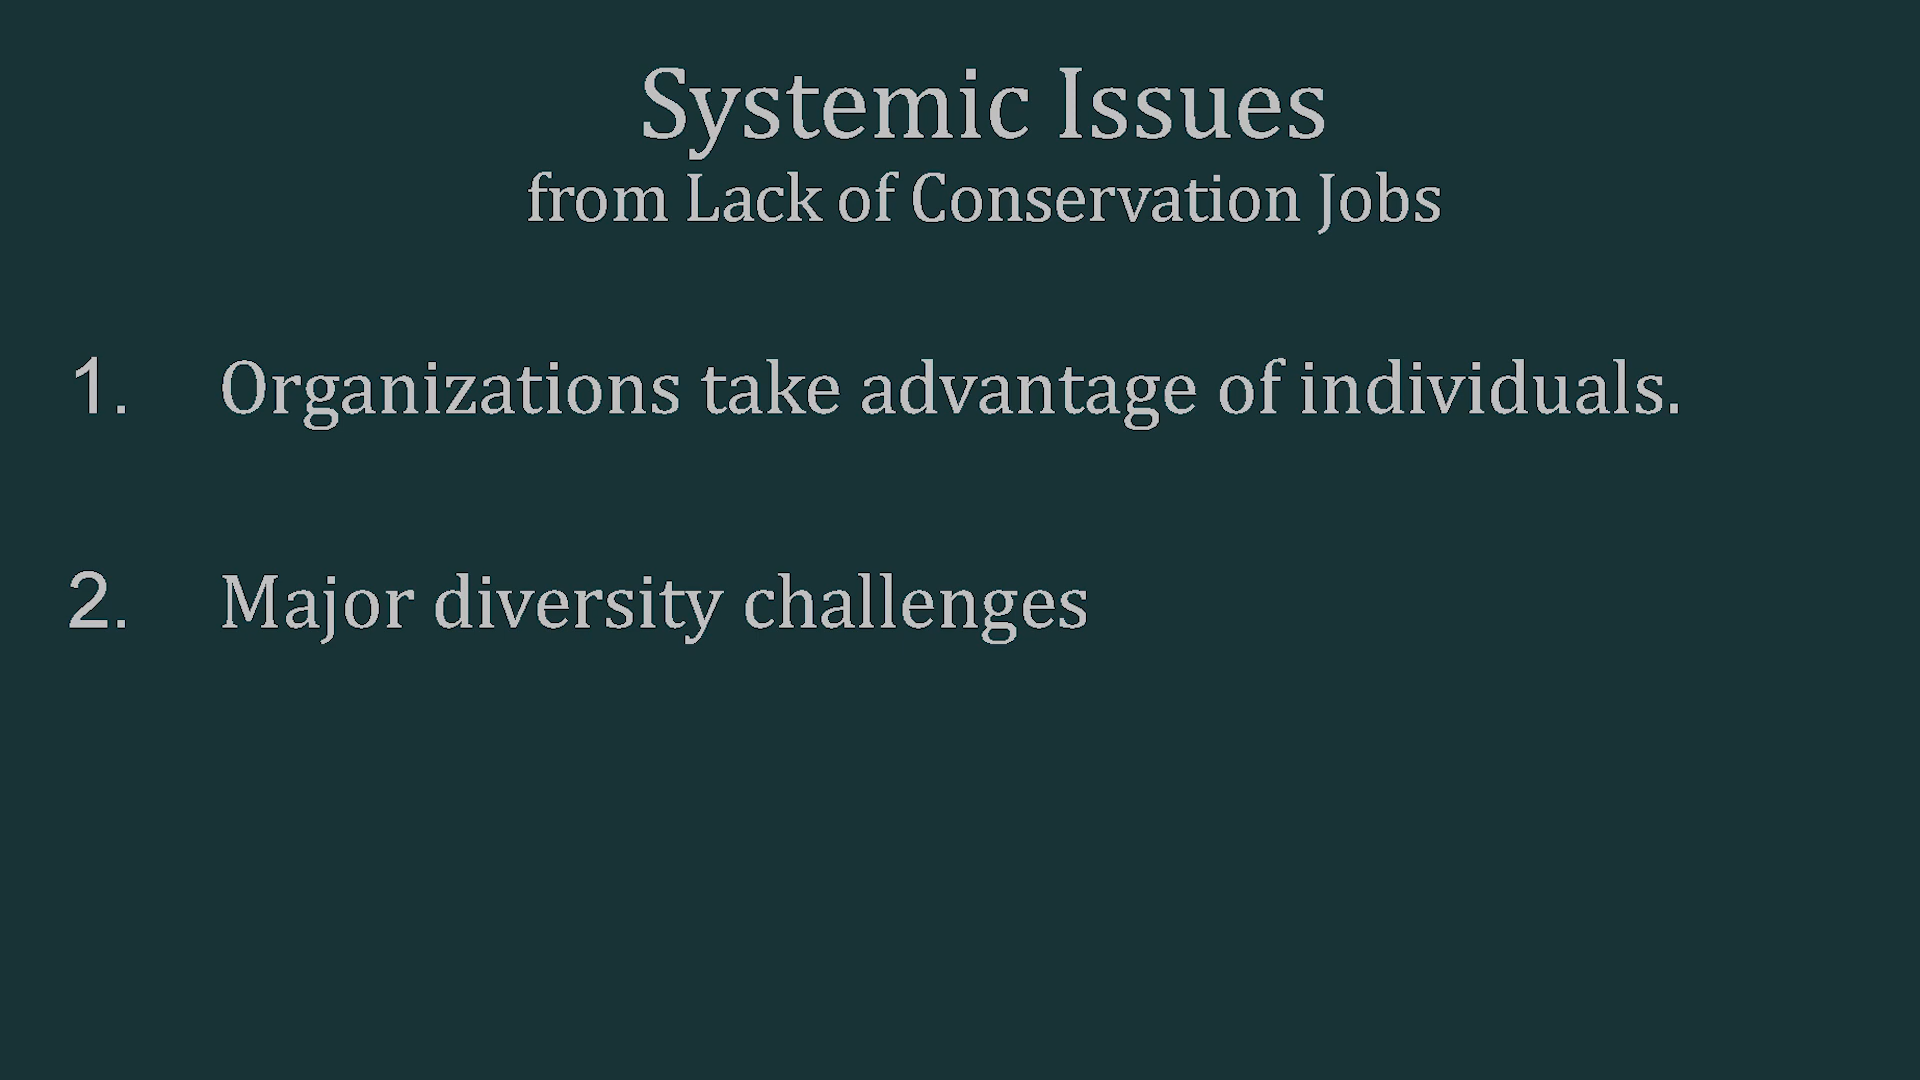 Systemic Issues
from Lack of Conservation Jobs
1. Organizations take advantage of individuals.
2. Major diversity challenges